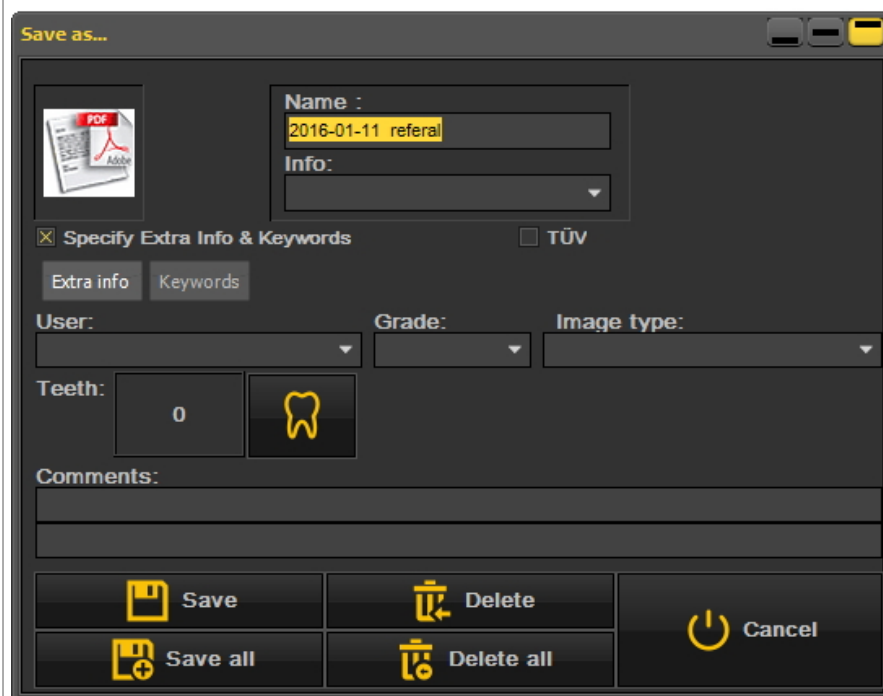 Save as...
PDF
Adobe
Name :
2016-01-11 referal
Info:
Specify Extra Info & Keywords
TÜV
Extra info
Keywords
User:
Grade:
Image type:
Teeth:
0
Comments:
Save
Delete
Cancel
Save all
Delete all